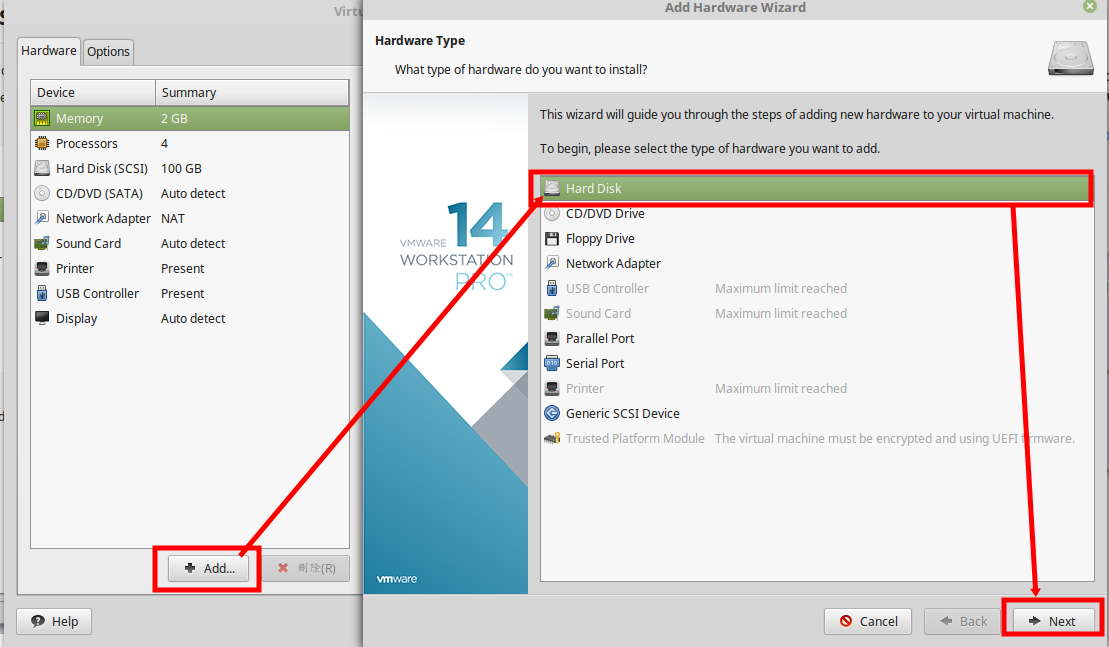 Virtu
Add Hardware Wizard
Hardware Options
Device Summary
Memory 2 GB
Processors 4
Hard Disk (SCSI) 100 GB
CD/DVD (SATA) Auto detect
Network Adapter NAT
Sound Card Auto detect
Printer Present
USB Controller Present
Display Auto detect
Add...
删除(R)
Help
Hardware Type
What type of hardware do you want to install?
VMWARE 14
WORKSTATION
PRO™
vmware
This wizard will guide you through the steps of adding new hardware to your virtual machine.
To begin, please select the type of hardware you want to add.
Hard Disk
CD/DVD Drive
Floppy Drive
Network Adapter
USB Controller Maximum limit reached
Sound Card Maximum limit reached
Parallel Port
Serial Port
Printer Maximum limit reached
Generic SCSI Device
Trusted Platform Module The virtual machine must be encrypted and using UEFI firmware.
Cancel Back Next